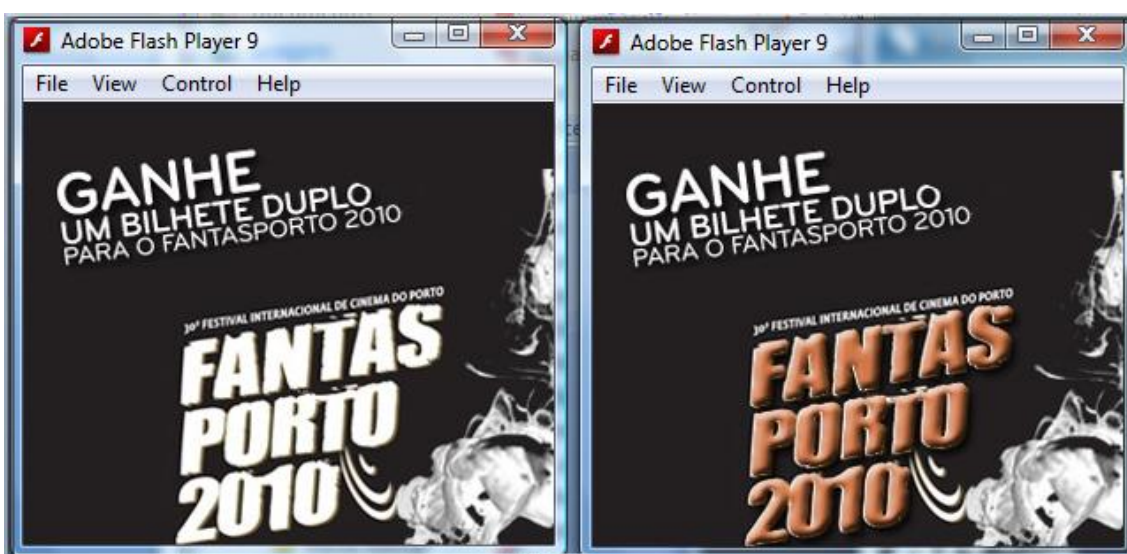 Adobe Flash Player 9
File View Control Help
GANHE
UM BILHETE DUPLO
PARA O FANTASPORTO 2010
30º FESTIVAL INTERNACIONAL DE CINEMA DO PORTO
FANTAS
PORTO
2010
Adobe Flash Player 9
File View Control Help
GANHE
UM BILHETE DUPLO
PARA O FANTASPORTO 2010
30º FESTIVAL INTERNACIONAL DE CINEMA DO PORTO
FANTAS
PORTO
2010